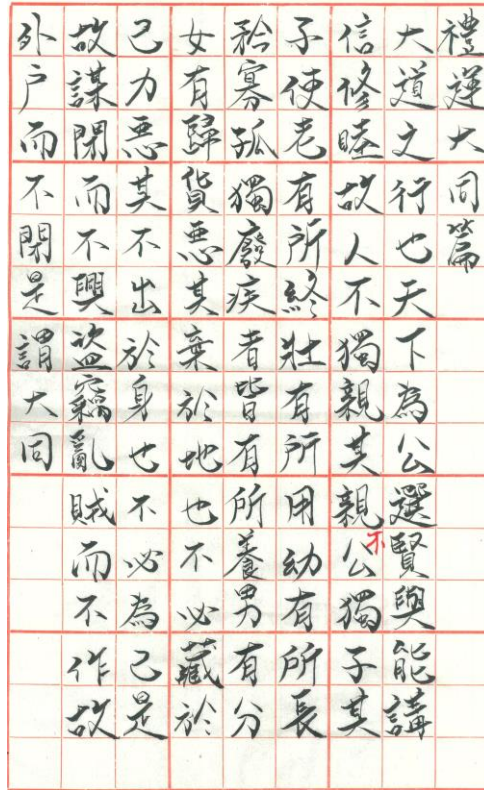 禮運大同篇
大道之行也天下為公選賢與能講
信修睦故人不獨親其親公不獨子其
子使老有所終壯有所用幼有所長
矜寡孤獨廢疾者皆有所養男有分
女有歸貨惡其棄於地也不必藏於
己力惡其不出於身也不必為己是
故謀閉而不興盜竊亂賊而不作故
外户而不閉是謂大同